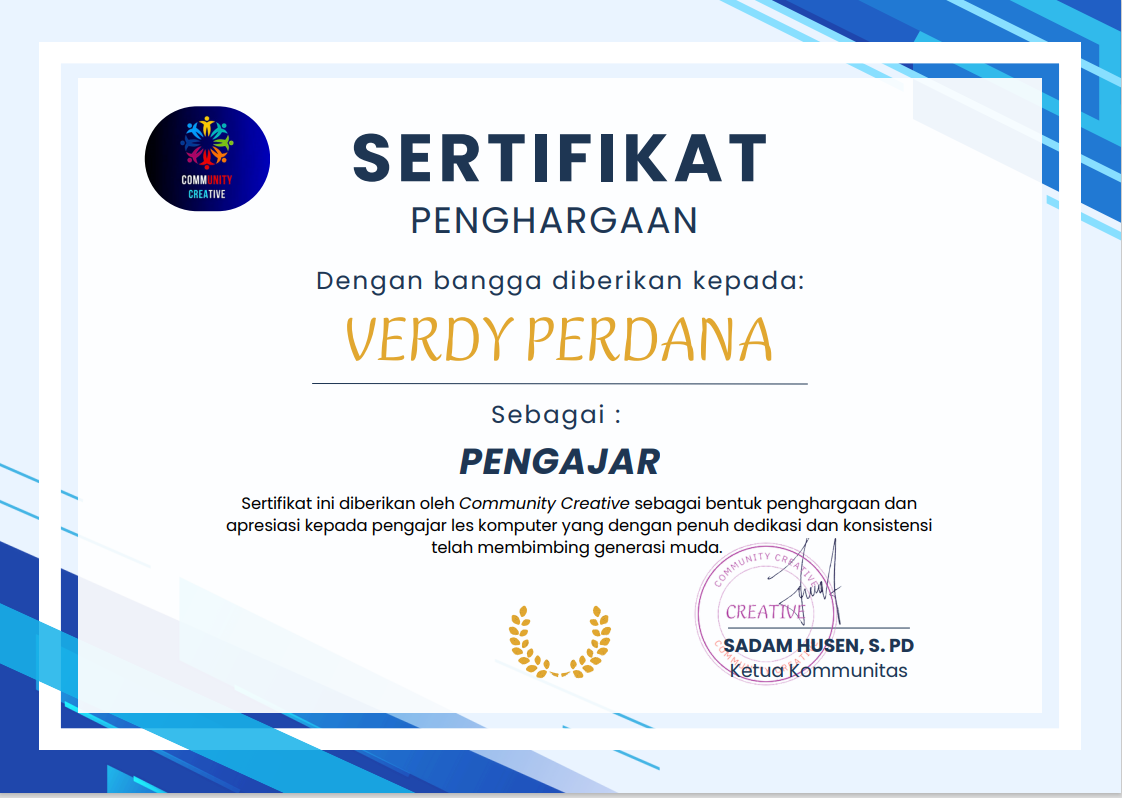 COMMUNITY
CREATIVE
SERTIFIKAT
PENGHARGAAN
Dengan bangga diberikan kepada:
VERDY PERDANA
Sebagai :
PENGAJAR
Sertifikat ini diberikan oleh Community Creative sebagai bentuk penghargaan dan
apresiasi kepada pengajar les komputer yang dengan penuh dedikasi dan konsistensi
telah membimbing generasi muda.
COMMUNITY CREATIVE
CREATIVE
COMMUNITY CREATIVE
SADAM HUSEN, S. PD
Ketua Kommunitas